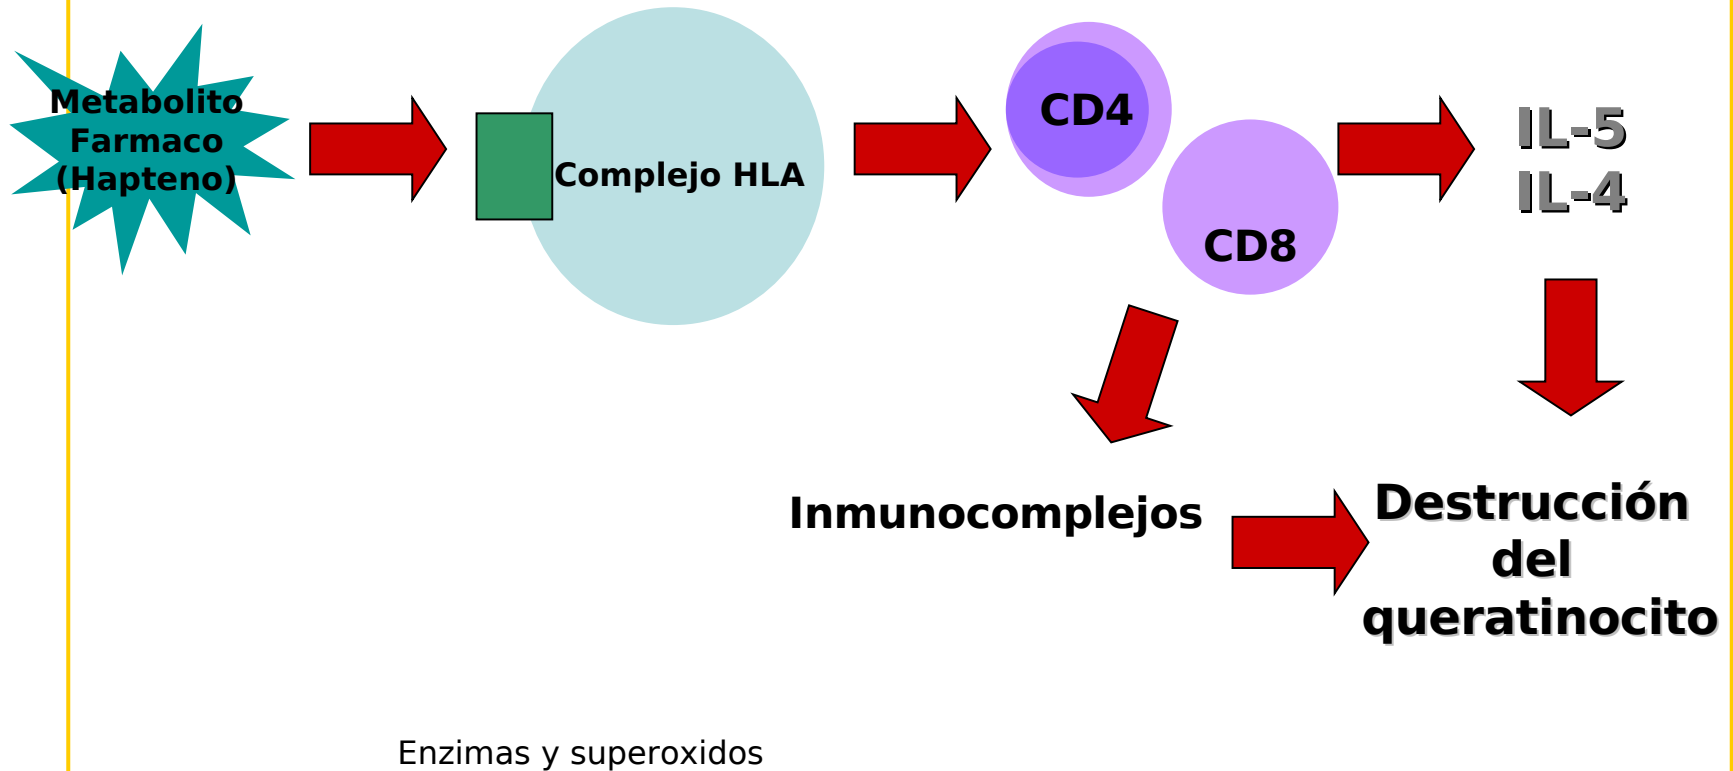 Metabolito
Farmaco
(Hapteno)
Complejo HLA
CD4
CD8
IL-5
IL-4
Inmunocomplejos
Destrucción
del
queratinocito
Enzimas y superoxidos